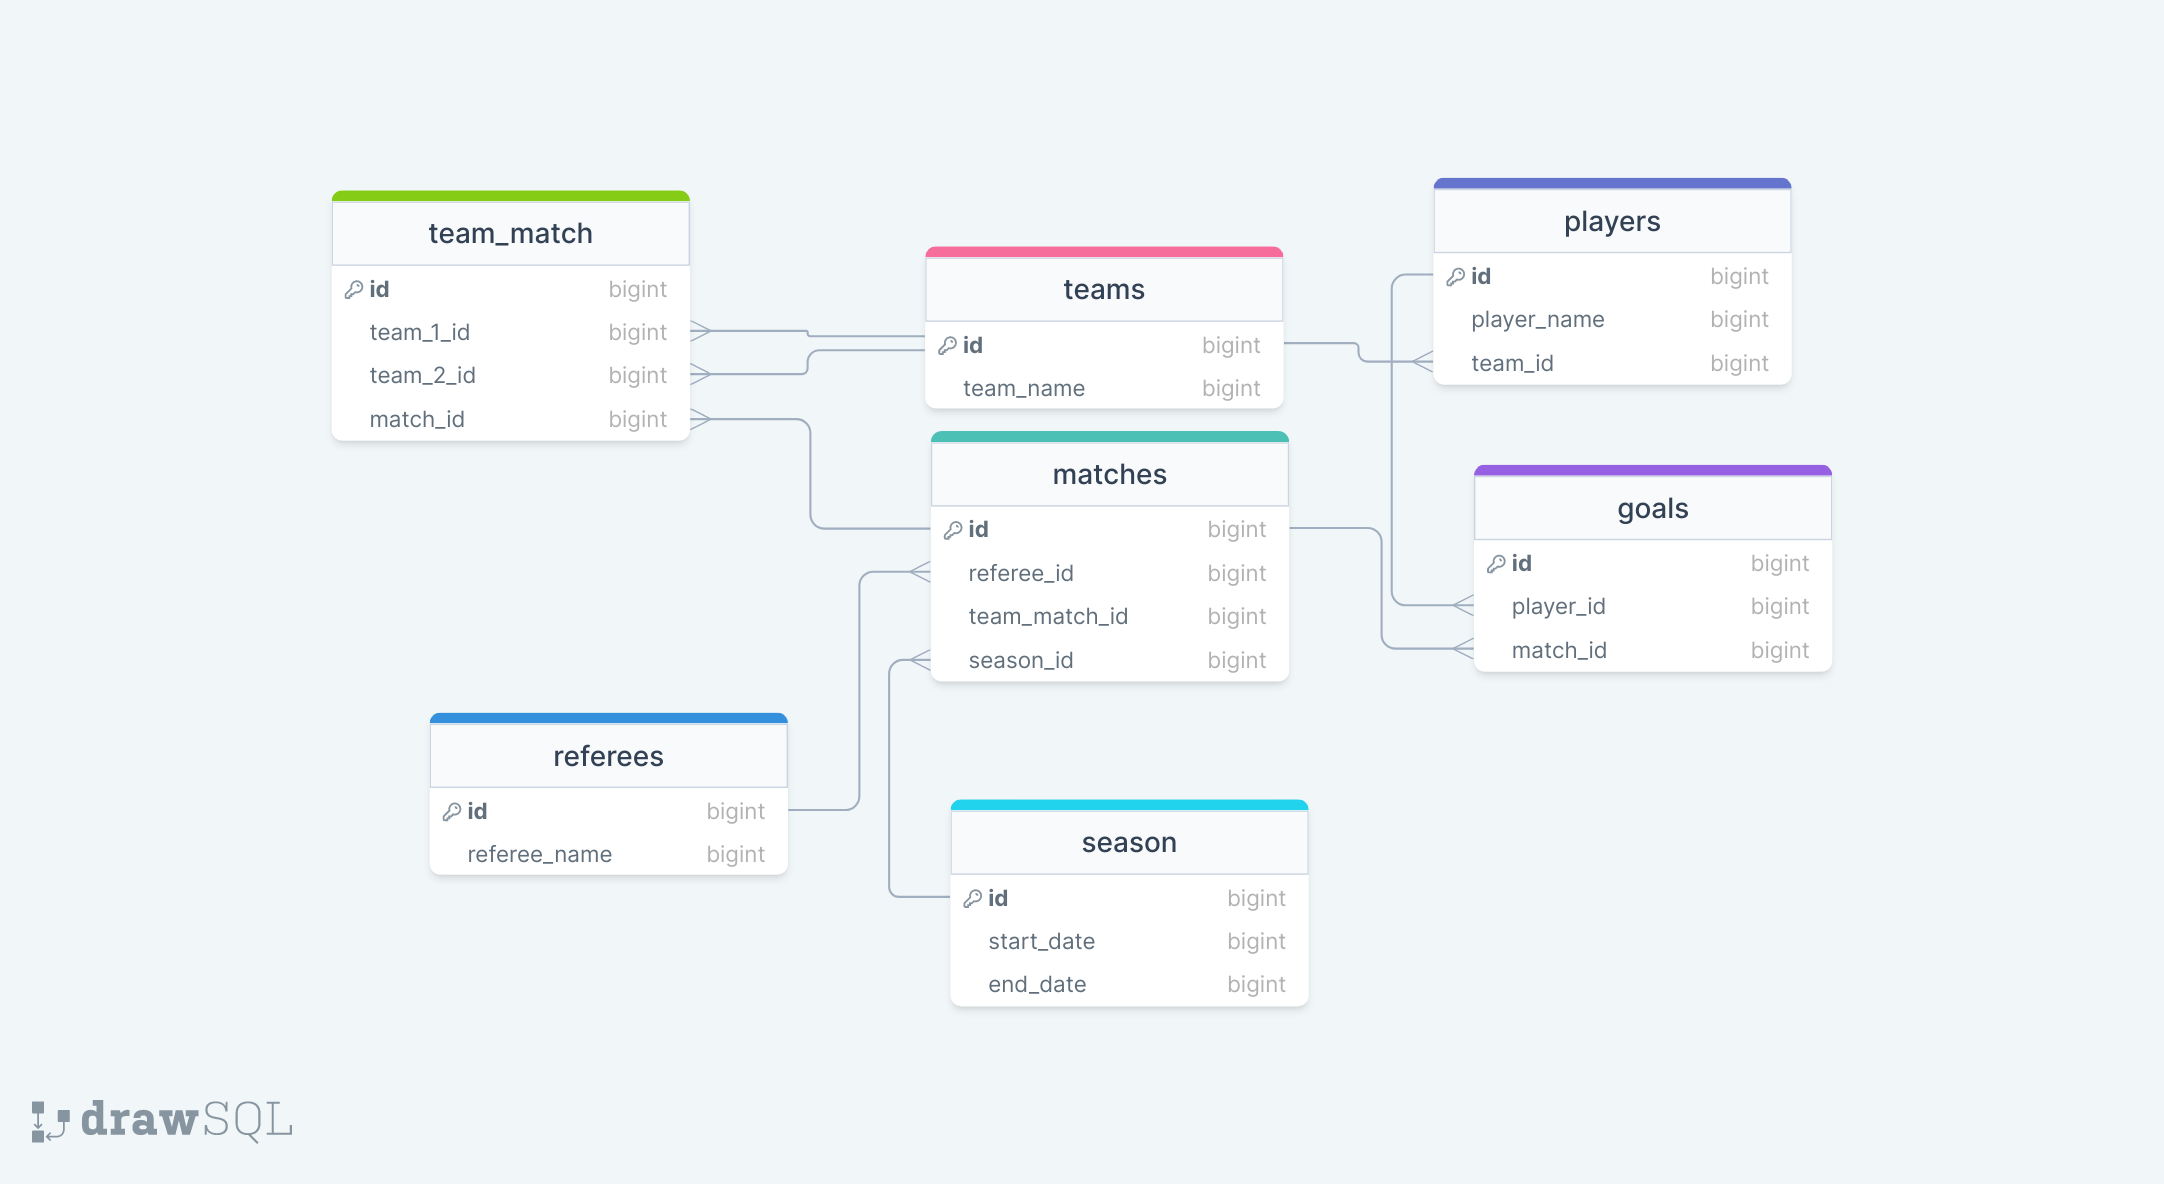 team_match
id bigint
team_1_id bigint
team_2_id bigint
match_id bigint
teams
id bigint
team_name bigint
players
id bigint
player_name bigint
team_id bigint
matches
id bigint
referee_id bigint
team_match_id bigint
season_id bigint
goals
id bigint
player_id bigint
match_id bigint
referees
id bigint
referee_name bigint
season
id bigint
start_date bigint
end_date bigint
drawSQL